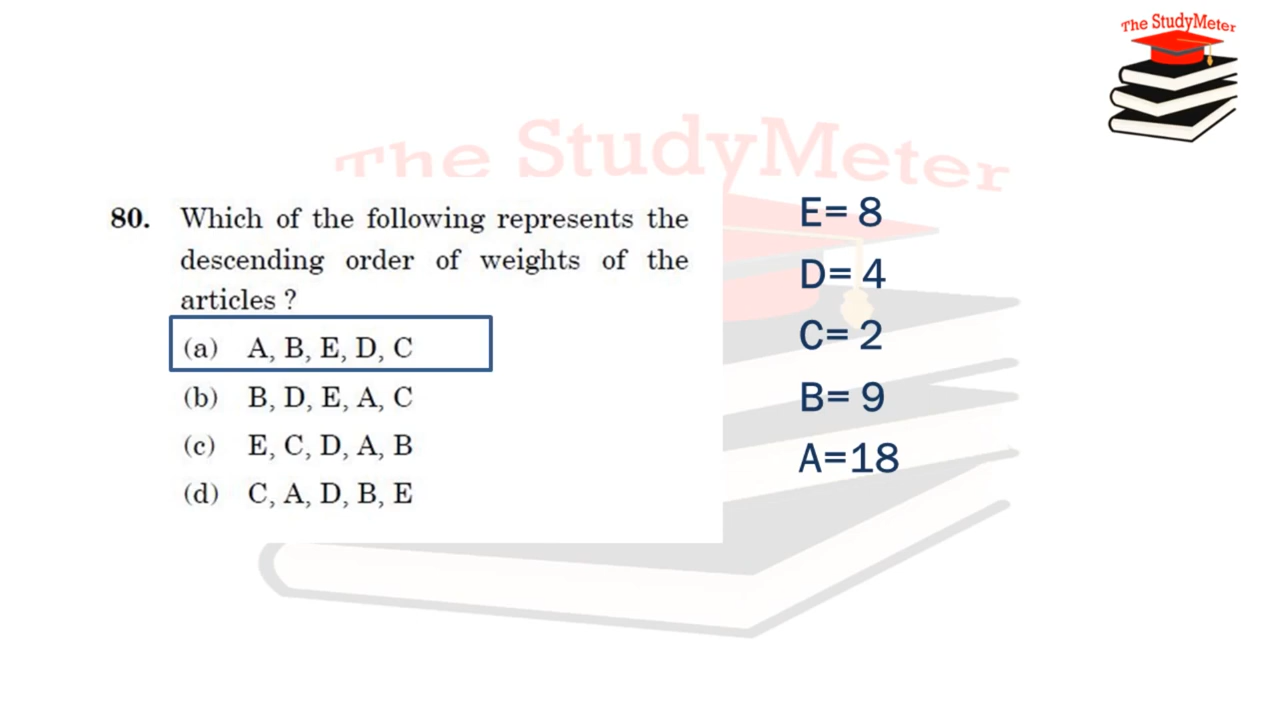 The StudyMeter
The StudyMeter
80. Which of the following represents the
descending order of weights of the
articles ?
(a) A, B, E, D, C
(b) B, D, E, A, C
(c) E, C, D, A, B
(d) C, A, D, B, E
E= 8
D= 4
C= 2
B= 9
A=18